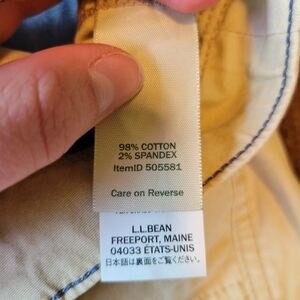 98% COTTON
2% SPANDEX
ItemID 505581
Care on Reverse
L.L.BEAN
FREEPORT, MAINE
04033 ÉTATS-UNIS
日本語は裏面をご覧ください。